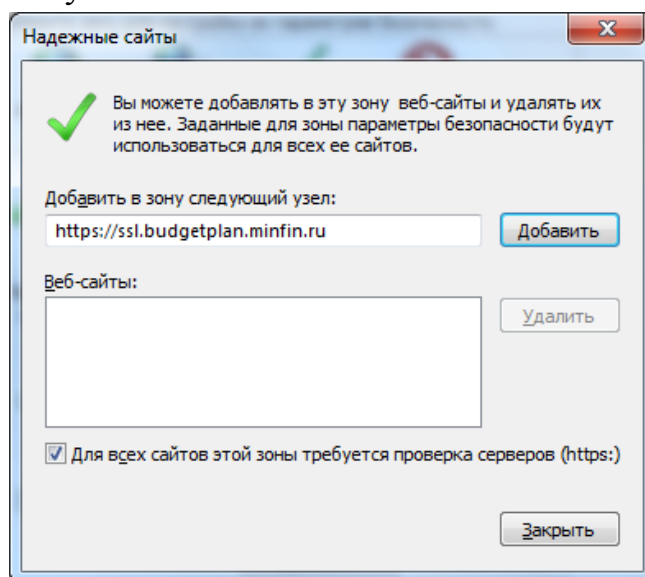 Надежные сайты
Вы можете добавлять в эту зону веб-сайты и удалять их
из нее. Заданные для зоны параметры безопасности будут
использоваться для всех ее сайтов.
Добавить в зону следующий узел:
https://ssl.budgetplan.minfin.ru
Добавить
Веб-сайты:
Удалить
Для всех сайтов этой зоны требуется проверка серверов (https:)
Закрыть